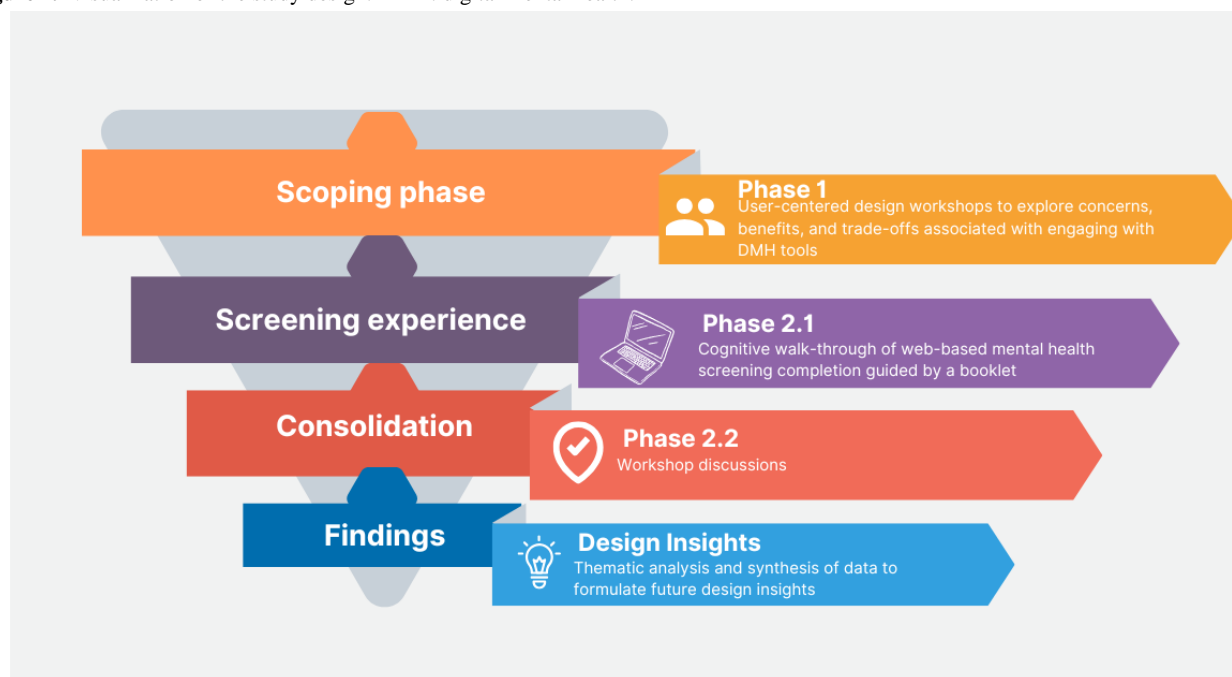 Scoping phase
Phase 1
User-centered design workshops to explore concerns,
benefits, and trade-offs associated with engaging with
DMH tools
Screening experience
Phase 2.1
Cognitive walk-through of web-based mental health
screening completion guided by a booklet
Consolidation
Phase 2.2
Workshop discussions
Findings
Design Insights
Thematic analysis and synthesis of data to
formulate future design insights